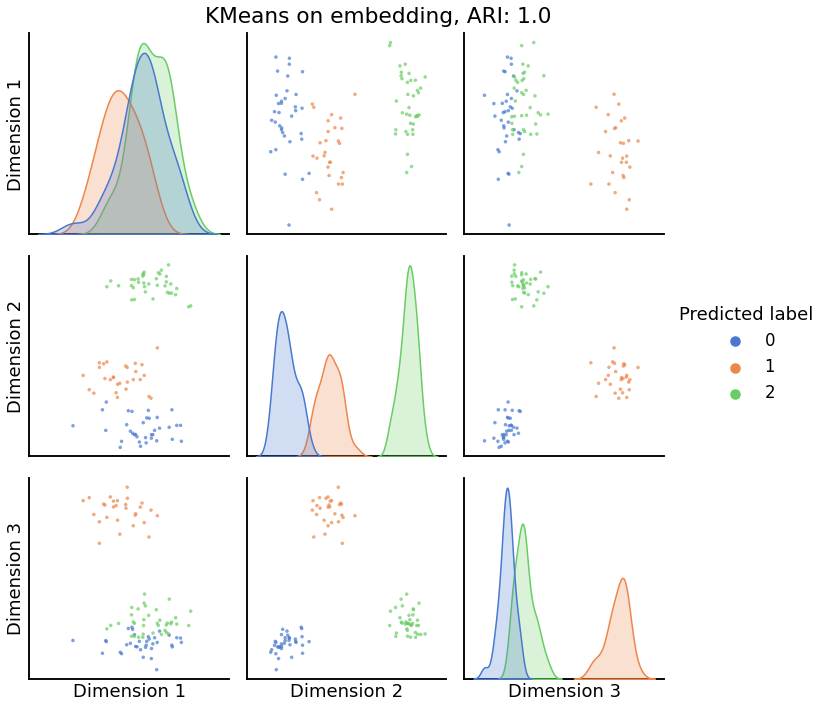 KMeans on embedding, ARI: 1.0
Dimension 1
Dimension 2
Dimension 3
Dimension 1
Dimension 2
Dimension 3
Predicted label
0
1
2